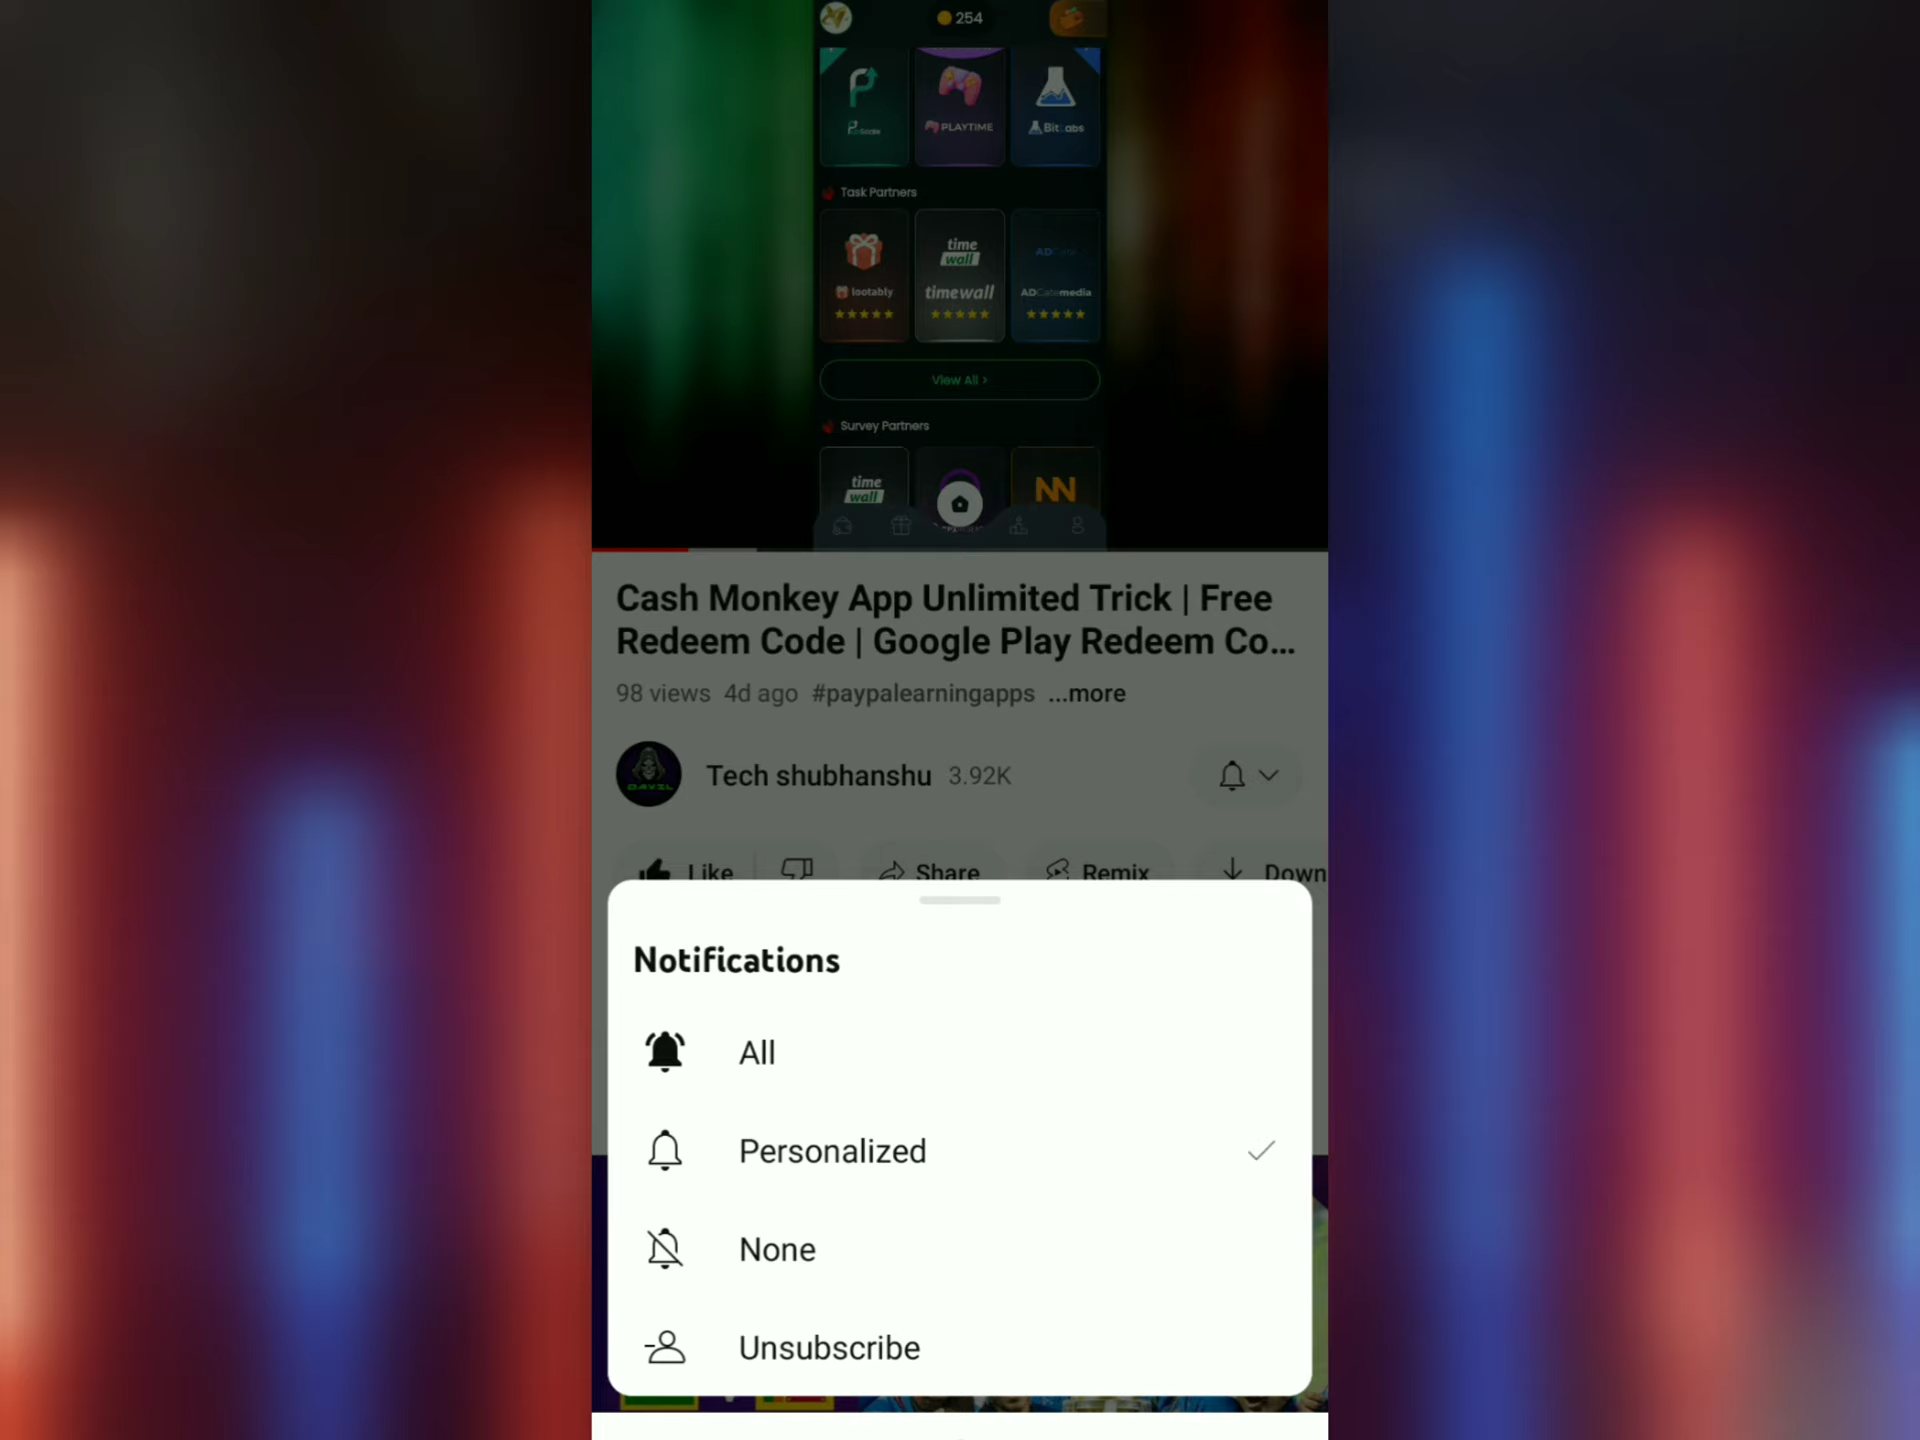 254
PLAYTIME
BitLabs
Task Partners
time
wall
lootably
timewall
ADGatemedia
View All >
Survey Partners
time
wall
Cash Monkey App Unlimited Trick | Free
Redeem Code | Google Play Redeem Co...
98 views 4d ago #paypalearningapps ...more
Tech shubhanshu 3.92K
Like Share Remix Down
Notifications
All
Personalized
None
Unsubscribe